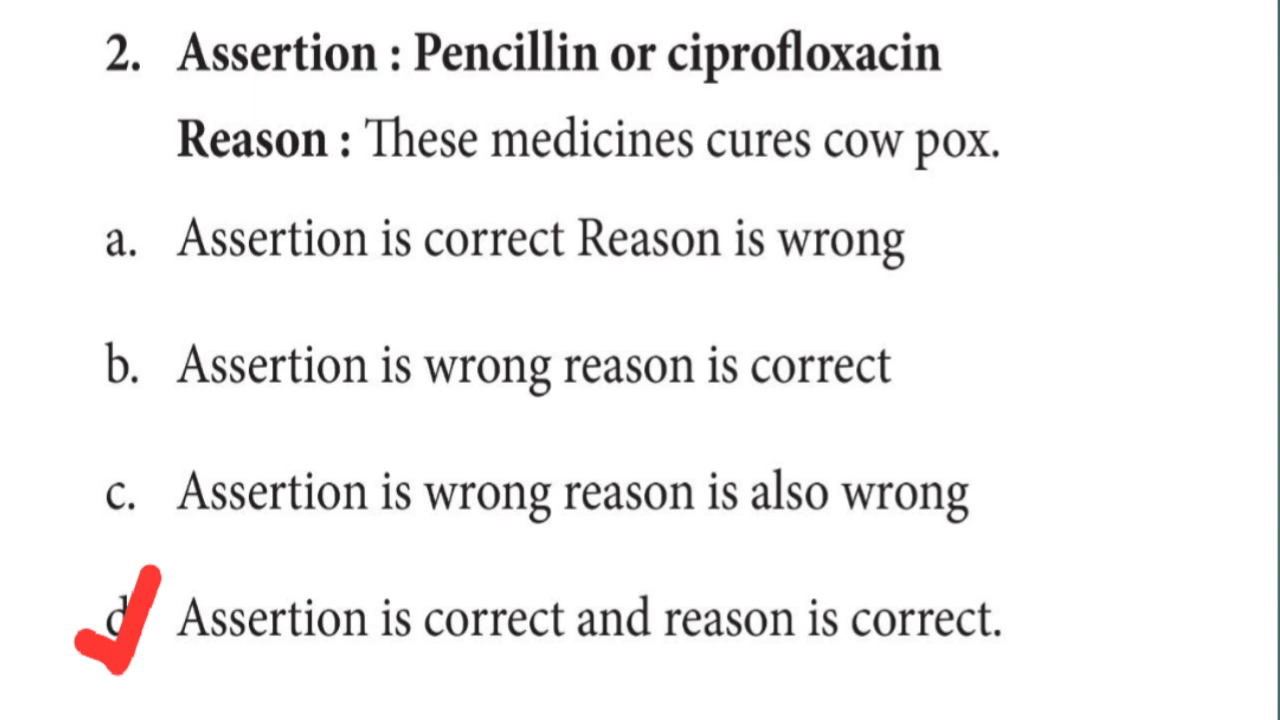 2. Assertion : Pencillin or ciprofloxacin
Reason : These medicines cures cow pox.
a. Assertion is correct Reason is wrong
b. Assertion is wrong reason is correct
c. Assertion is wrong reason is also wrong
d Assertion is correct and reason is correct.